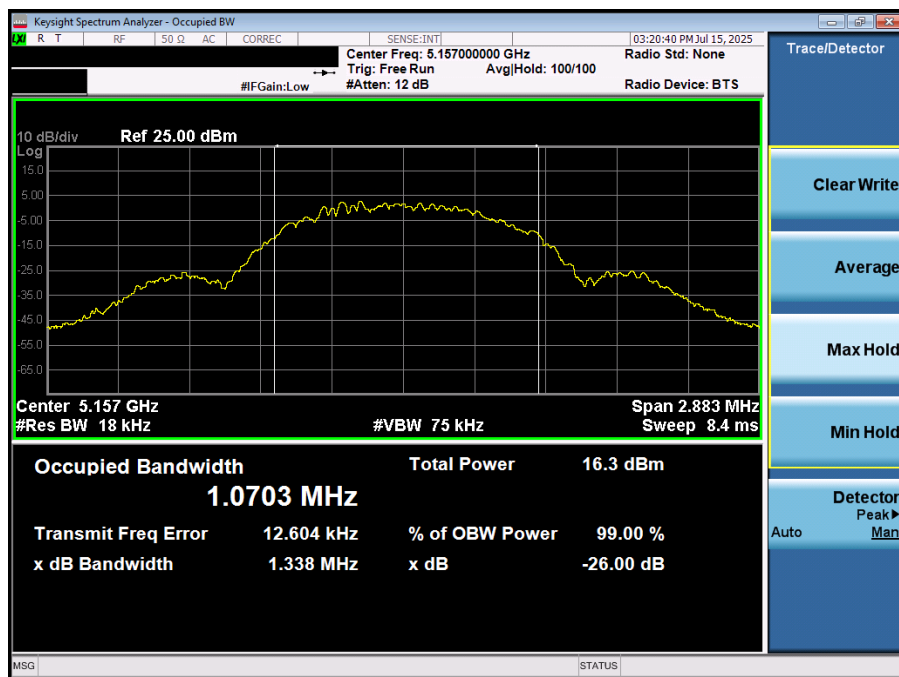 Keysight Spectrum Analyzer - Occupied BW
LXI R T RF 50 Ω AC CORREC SENSE:INT 03:20:40 PM Jul 15, 2025
Center Freq: 5.157000000 GHz Radio Std: None
Trig: Free Run Avg|Hold: 100/100
#IFGain:Low #Atten: 12 dB Radio Device: BTS
Trace/Detector
10 dB/div Ref 25.00 dBm
Log
15.0
5.00
-5.00
-15.0
-25.0
-35.0
-45.0
-55.0
-65.0
Center 5.157 GHz Span 2.883 MHz
#Res BW 18 kHz #VBW 75 kHz Sweep 8.4 ms
Occupied Bandwidth Total Power 16.3 dBm
1.0703 MHz
Transmit Freq Error 12.604 kHz % of OBW Power 99.00 %
x dB Bandwidth 1.338 MHz x dB -26.00 dB
Clear Write
Average
Max Hold
Min Hold
Detector
Peak▶
Auto Man
MSG STATUS